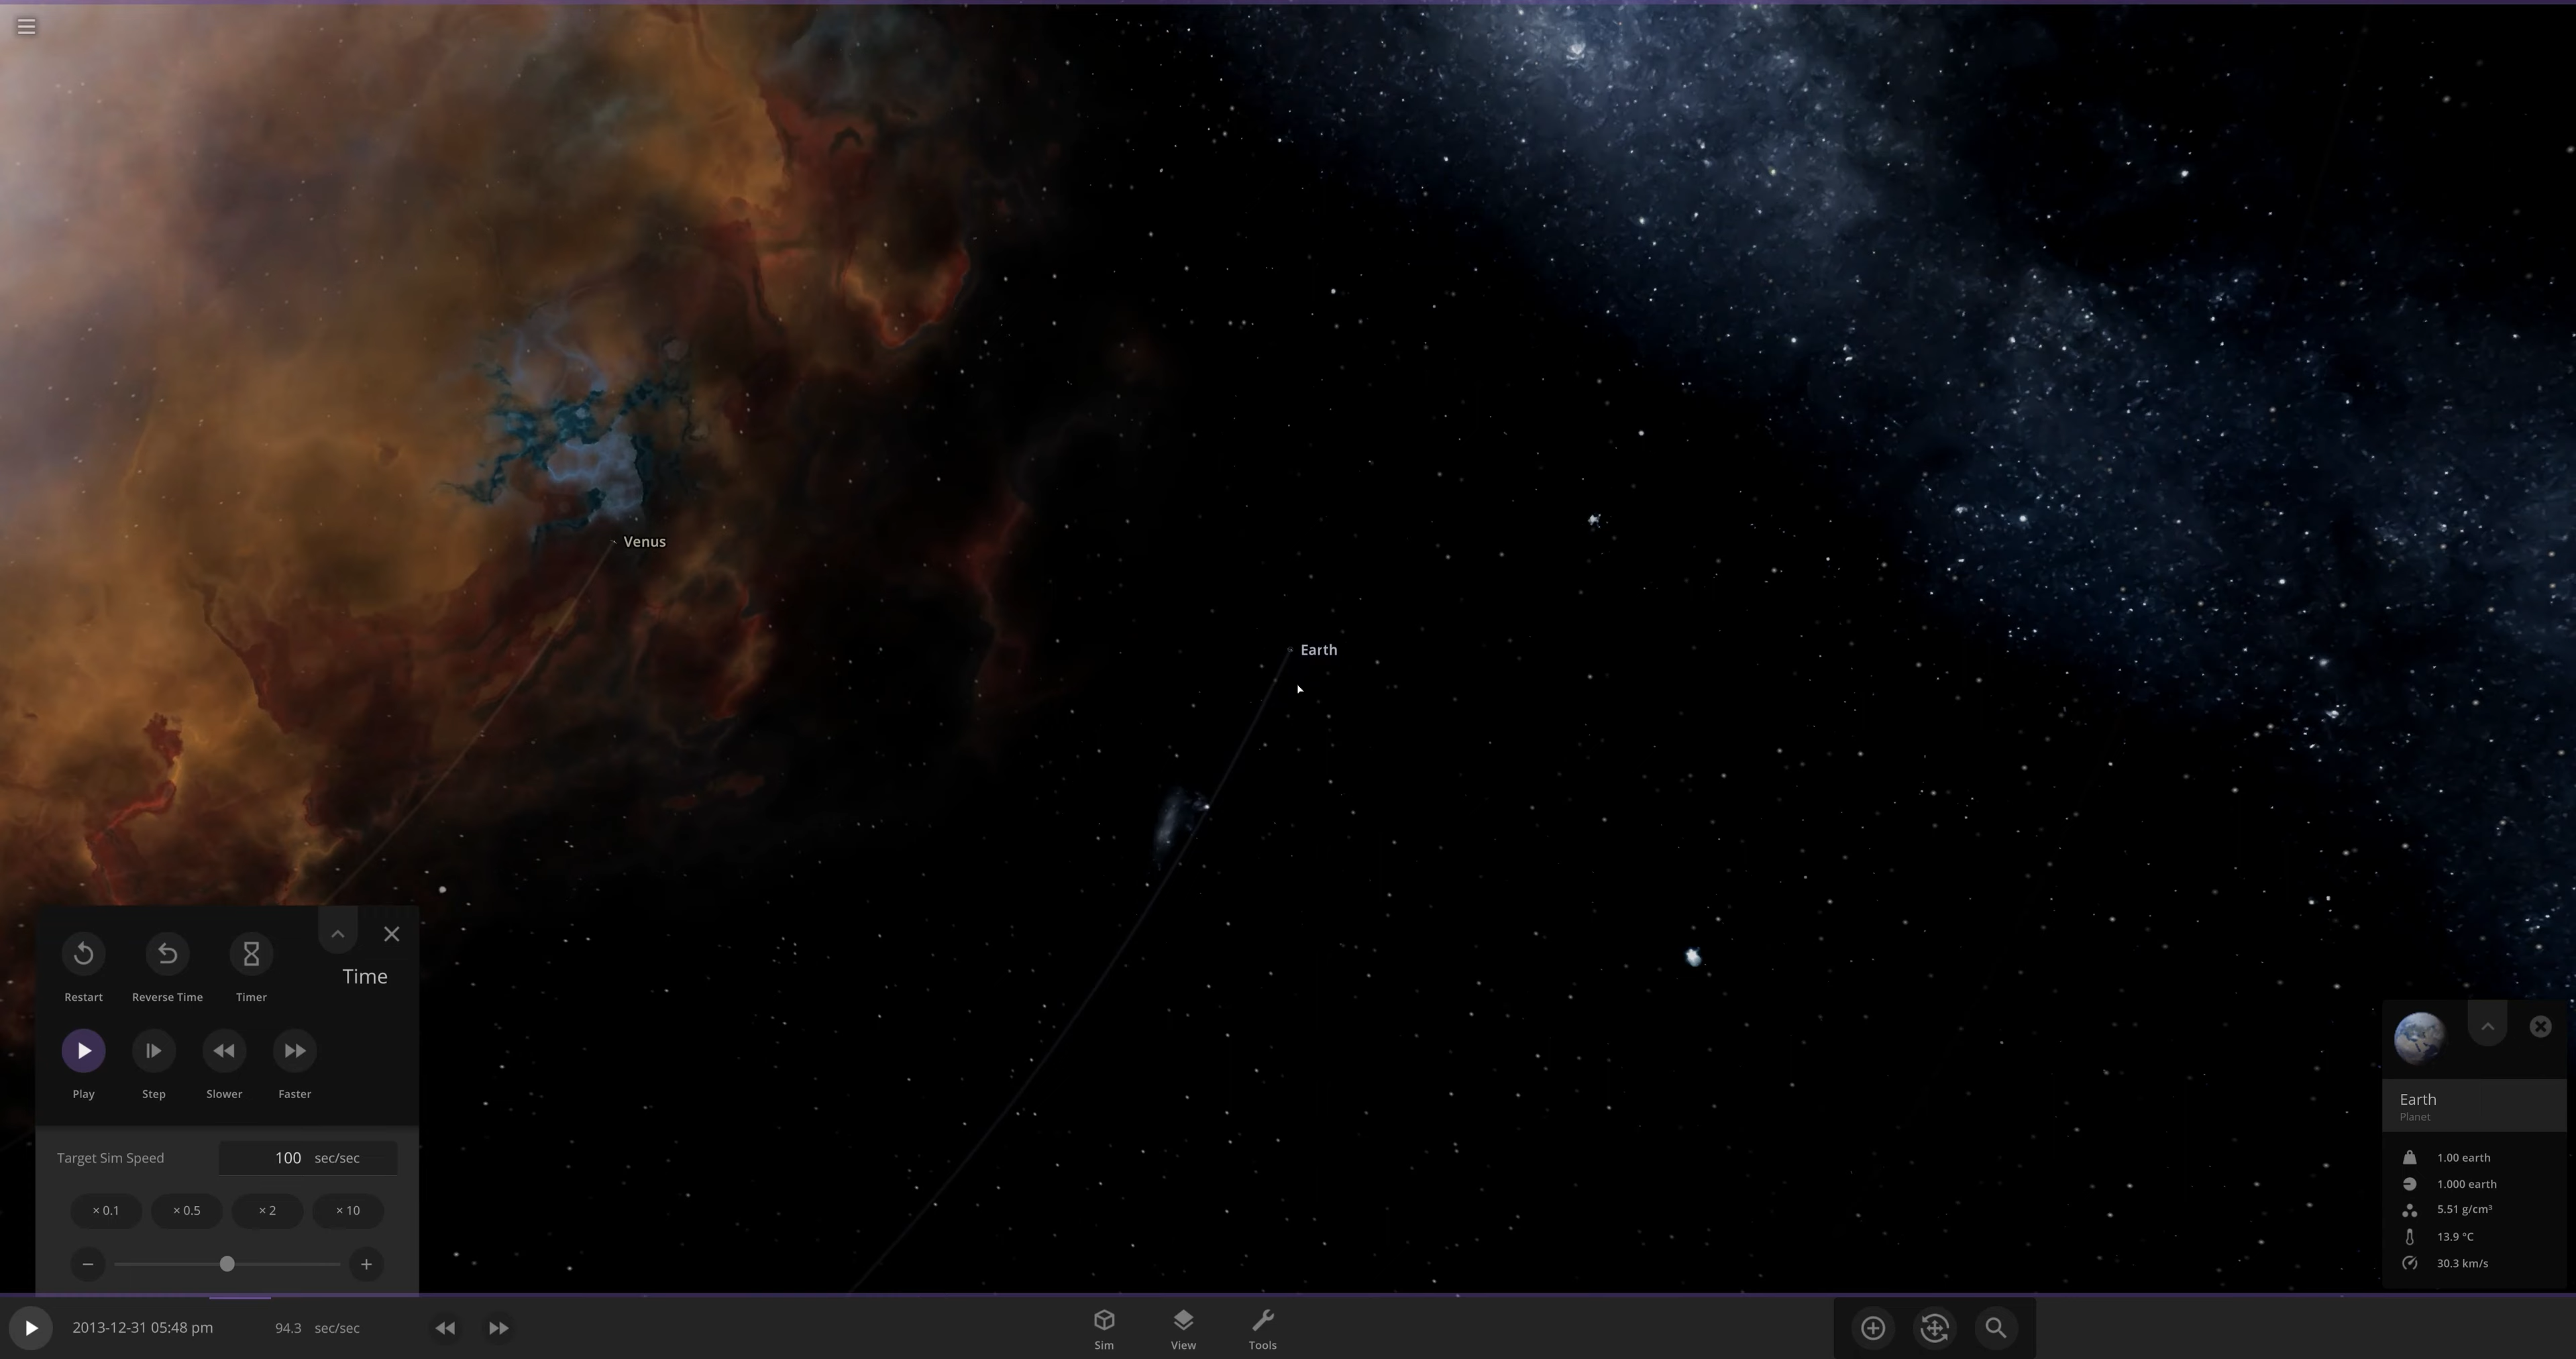 Venus
Earth
Time
Restart
Reverse Time
Timer
Play
Step
Slower
Faster
Target Sim Speed
100 sec/sec
× 0.1
× 0.5
× 2
× 10
Earth
Planet
1.00 earth
1.000 earth
5.51 g/cm³
13.9 °C
30.3 km/s
2013-12-31 05:48 pm
94.3 sec/sec
Sim
View
Tools